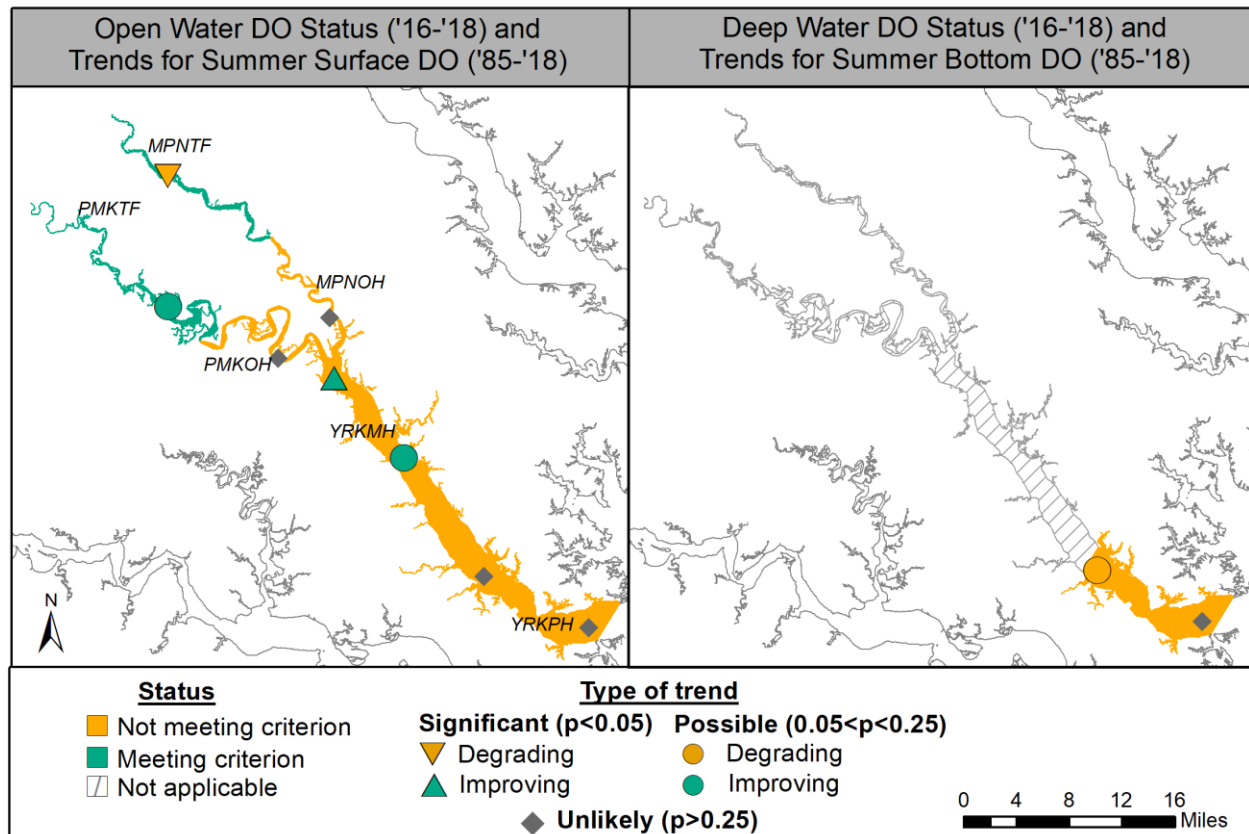 Open Water DO Status ('16-'18) and
Trends for Summer Surface DO ('85-'18)
Deep Water DO Status ('16-'18) and
Trends for Summer Bottom DO ('85-'18)
MPNTF
PMKTF
MPNOH
PMKOH
YRKMH
YRKPH
N
Status
Not meeting criterion
Meeting criterion
Not applicable
Type of trend
Significant (p<0.05)
Degrading
Improving
Possible (0.05<p<0.25)
Degrading
Improving
Unlikely (p>0.25)
0 2 4 8 12 16
Miles